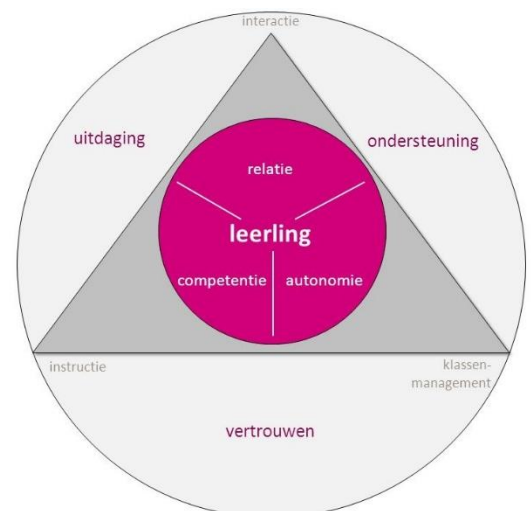 interactie
uitdaging
ondersteuning
relatie
leerling
competentie
autonomie
instructie
klassen-
management
vertrouwen